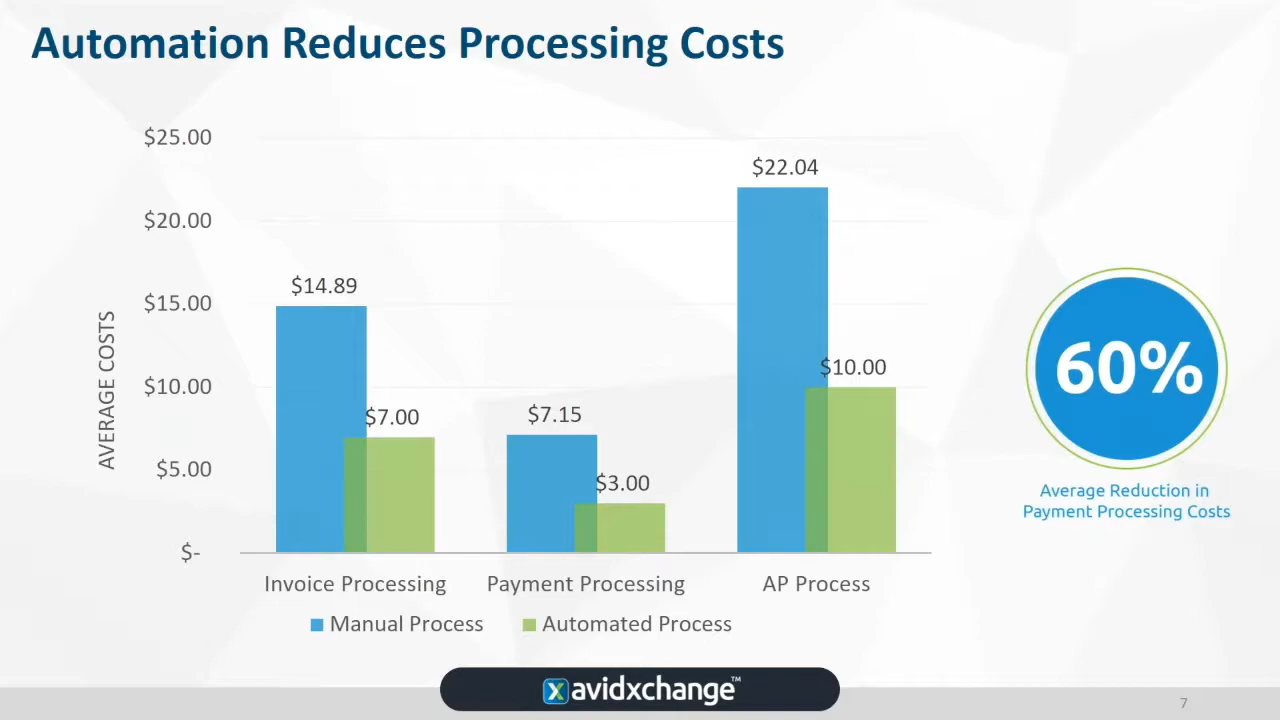 Automation Reduces Processing Costs
$25.00
$20.00
$15.00
$10.00
$5.00
$-
AVERAGE COSTS
$14.89
$7.00
$7.15
$3.00
$22.04
$10.00
Invoice Processing
Payment Processing
AP Process
Manual Process
Automated Process
60%
Average Reduction in
Payment Processing Costs
x avidxchange™
7